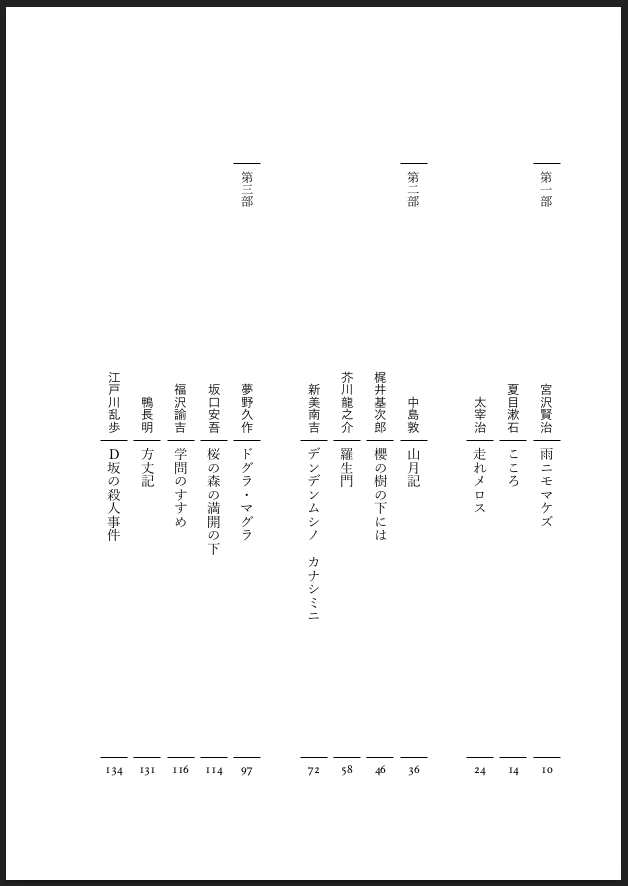 第一部
宮沢賢治 雨ニモマケズ 10
夏目漱石 こころ 14
太宰治 走れメロス 24
第二部
中島敦 山月記 36
梶井基次郎 櫻の樹の下には 46
芥川龍之介 羅生門 58
新美南吉 デンデンムシノ カナシミニ 72
第三部
夢野久作 ドグラ・マグラ 97
坂口安吾 桜の森の満開の下 114
福沢諭吉 学問のすすめ 116
鴨長明 方丈記 131
江戸川乱歩 D坂の殺人事件 134